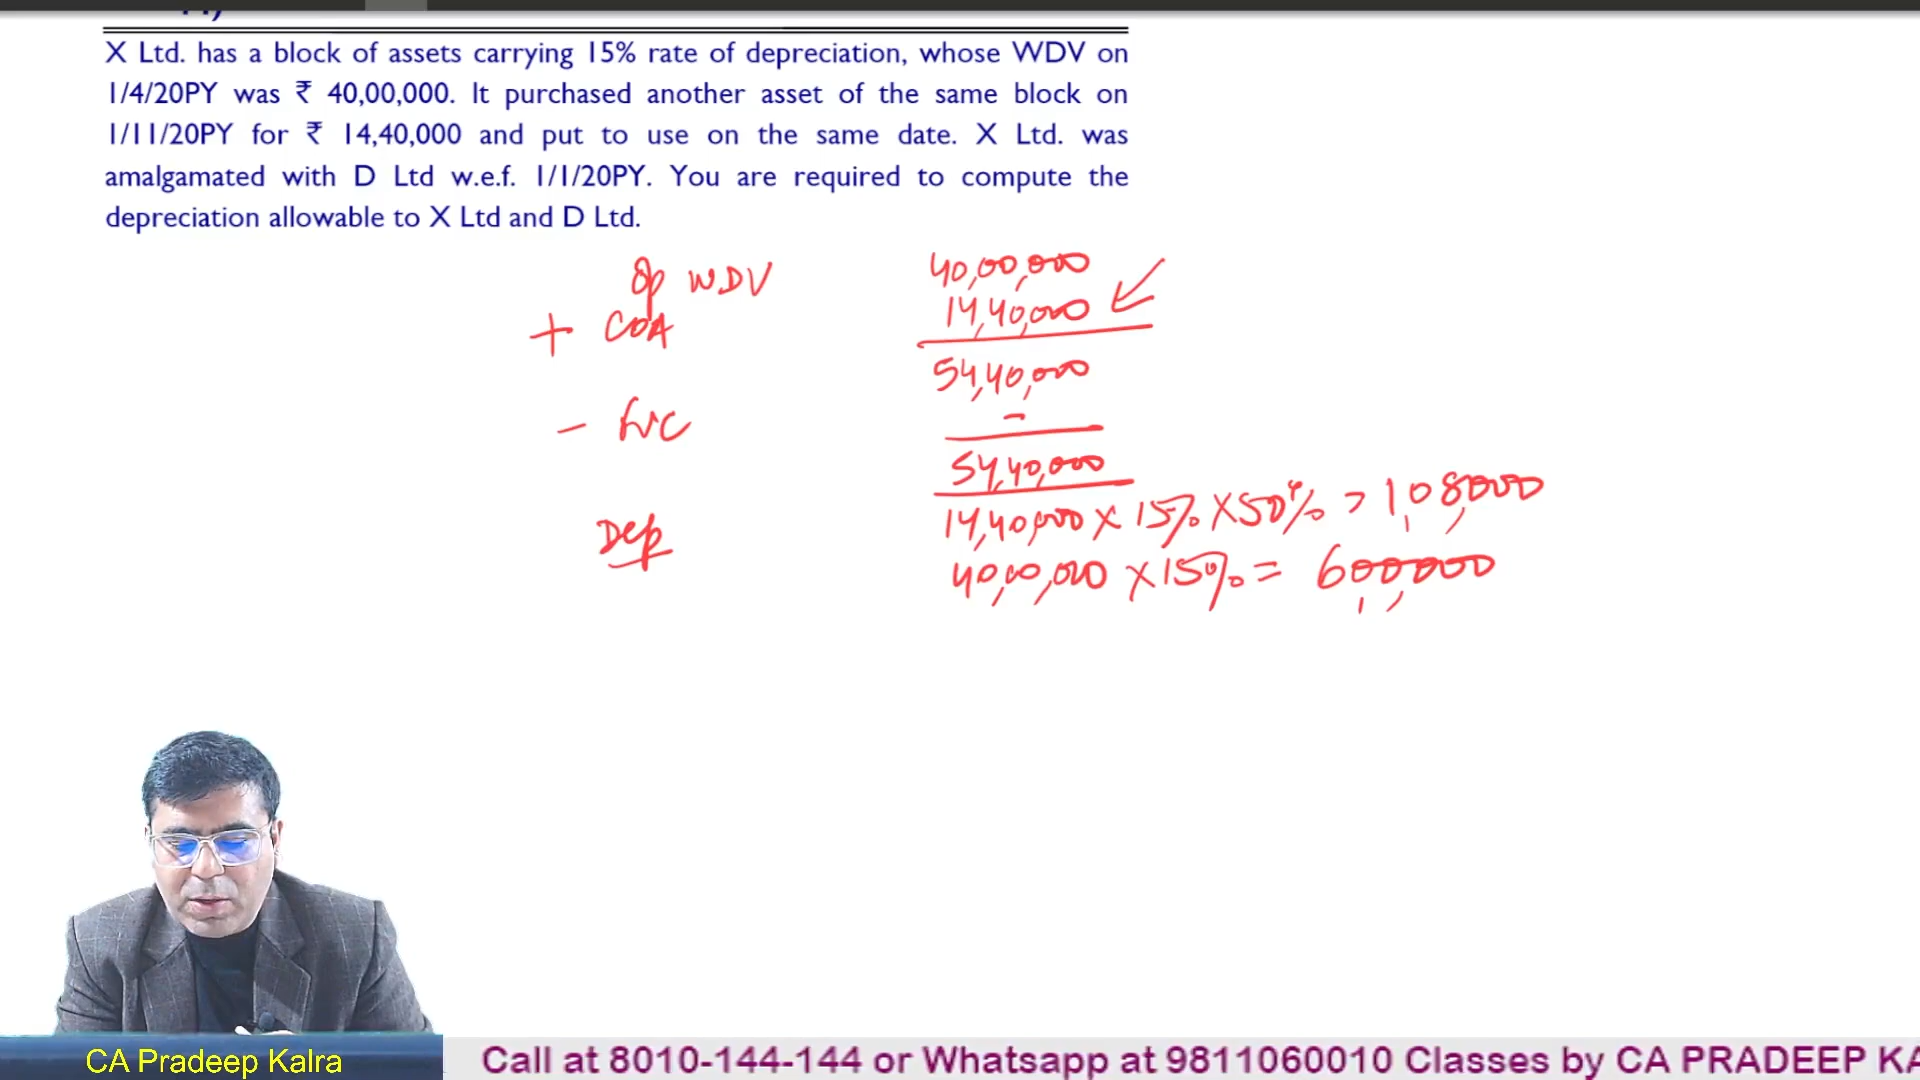 X Ltd. has a block of assets carrying 15% rate of depreciation, whose WDV on
1/4/20PY was ₹ 40,00,000. It purchased another asset of the same block on
1/11/20PY for ₹ 14,40,000 and put to use on the same date. X Ltd. was
amalgamated with D Ltd w.e.f. 1/1/20PY. You are required to compute the
depreciation allowable to X Ltd and D Ltd.
Op WDV 40,00,000
+ COA 14,40,000
54,40,000
- -
54,40,000
Dep 14,40,000 × 15% × 50% = 1,08,000
40,00,000 × 15% = 6,00,000
CA Pradeep Kalra
Call at 8010-144-144 or Whatsapp at 9811060010 Classes by CA PRADEEP KA